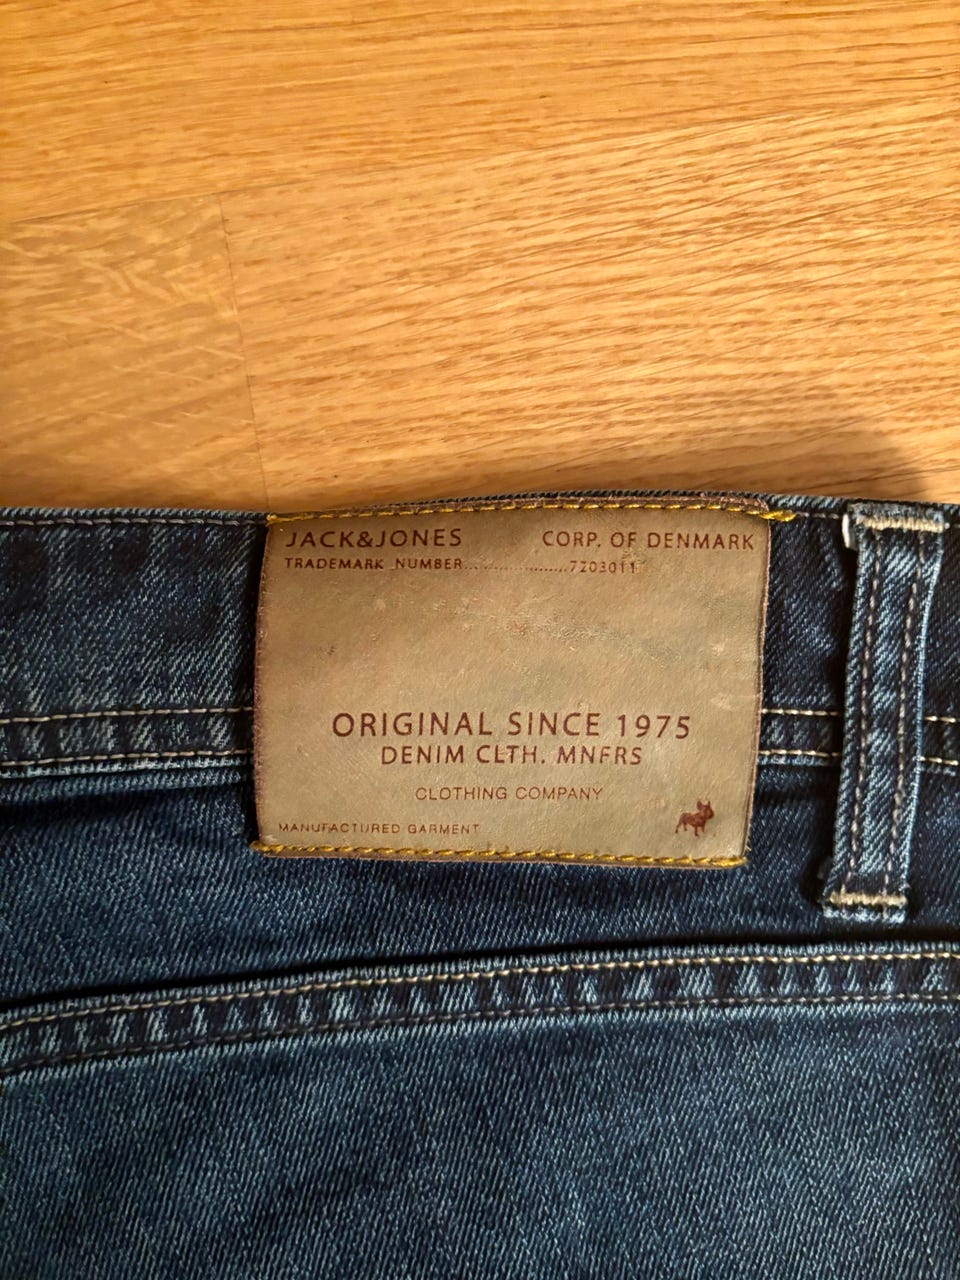 JACK&JONES CORP. OF DENMARK
TRADEMARK NUMBER...................7203011
ORIGINAL SINCE 1975
DENIM CLTH. MNFRS
CLOTHING COMPANY
MANUFACTURED GARMENT